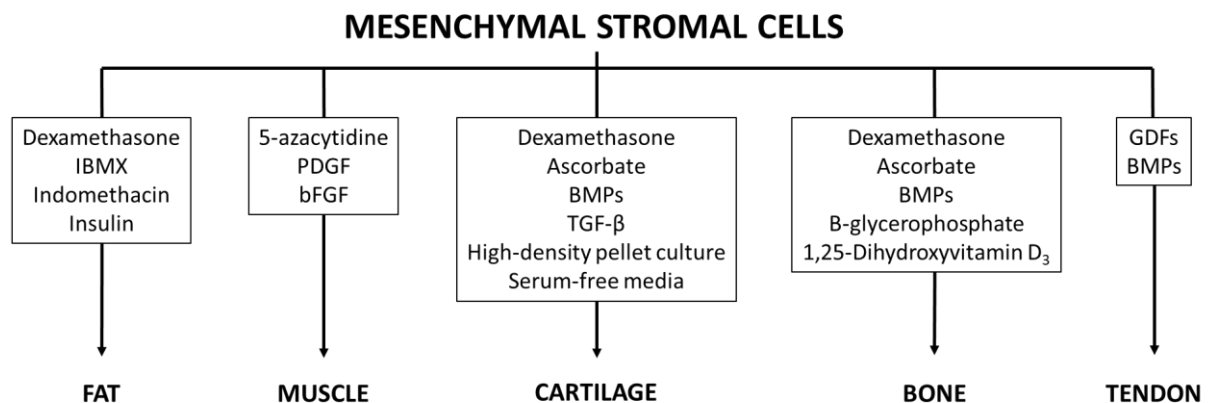 MESENCHYMAL STROMAL CELLS
Dexamethasone
IBMX
Indomethacin
Insulin
5-azacytidine
PDGF
bFGF
Dexamethasone
Ascorbate
BMPs
TGF-β
High-density pellet culture
Serum-free media
Dexamethasone
Ascorbate
BMPs
B-glycerophosphate
1,25-Dihydroxyvitamin D₃
GDFs
BMPs
FAT
MUSCLE
CARTILAGE
BONE
TENDON